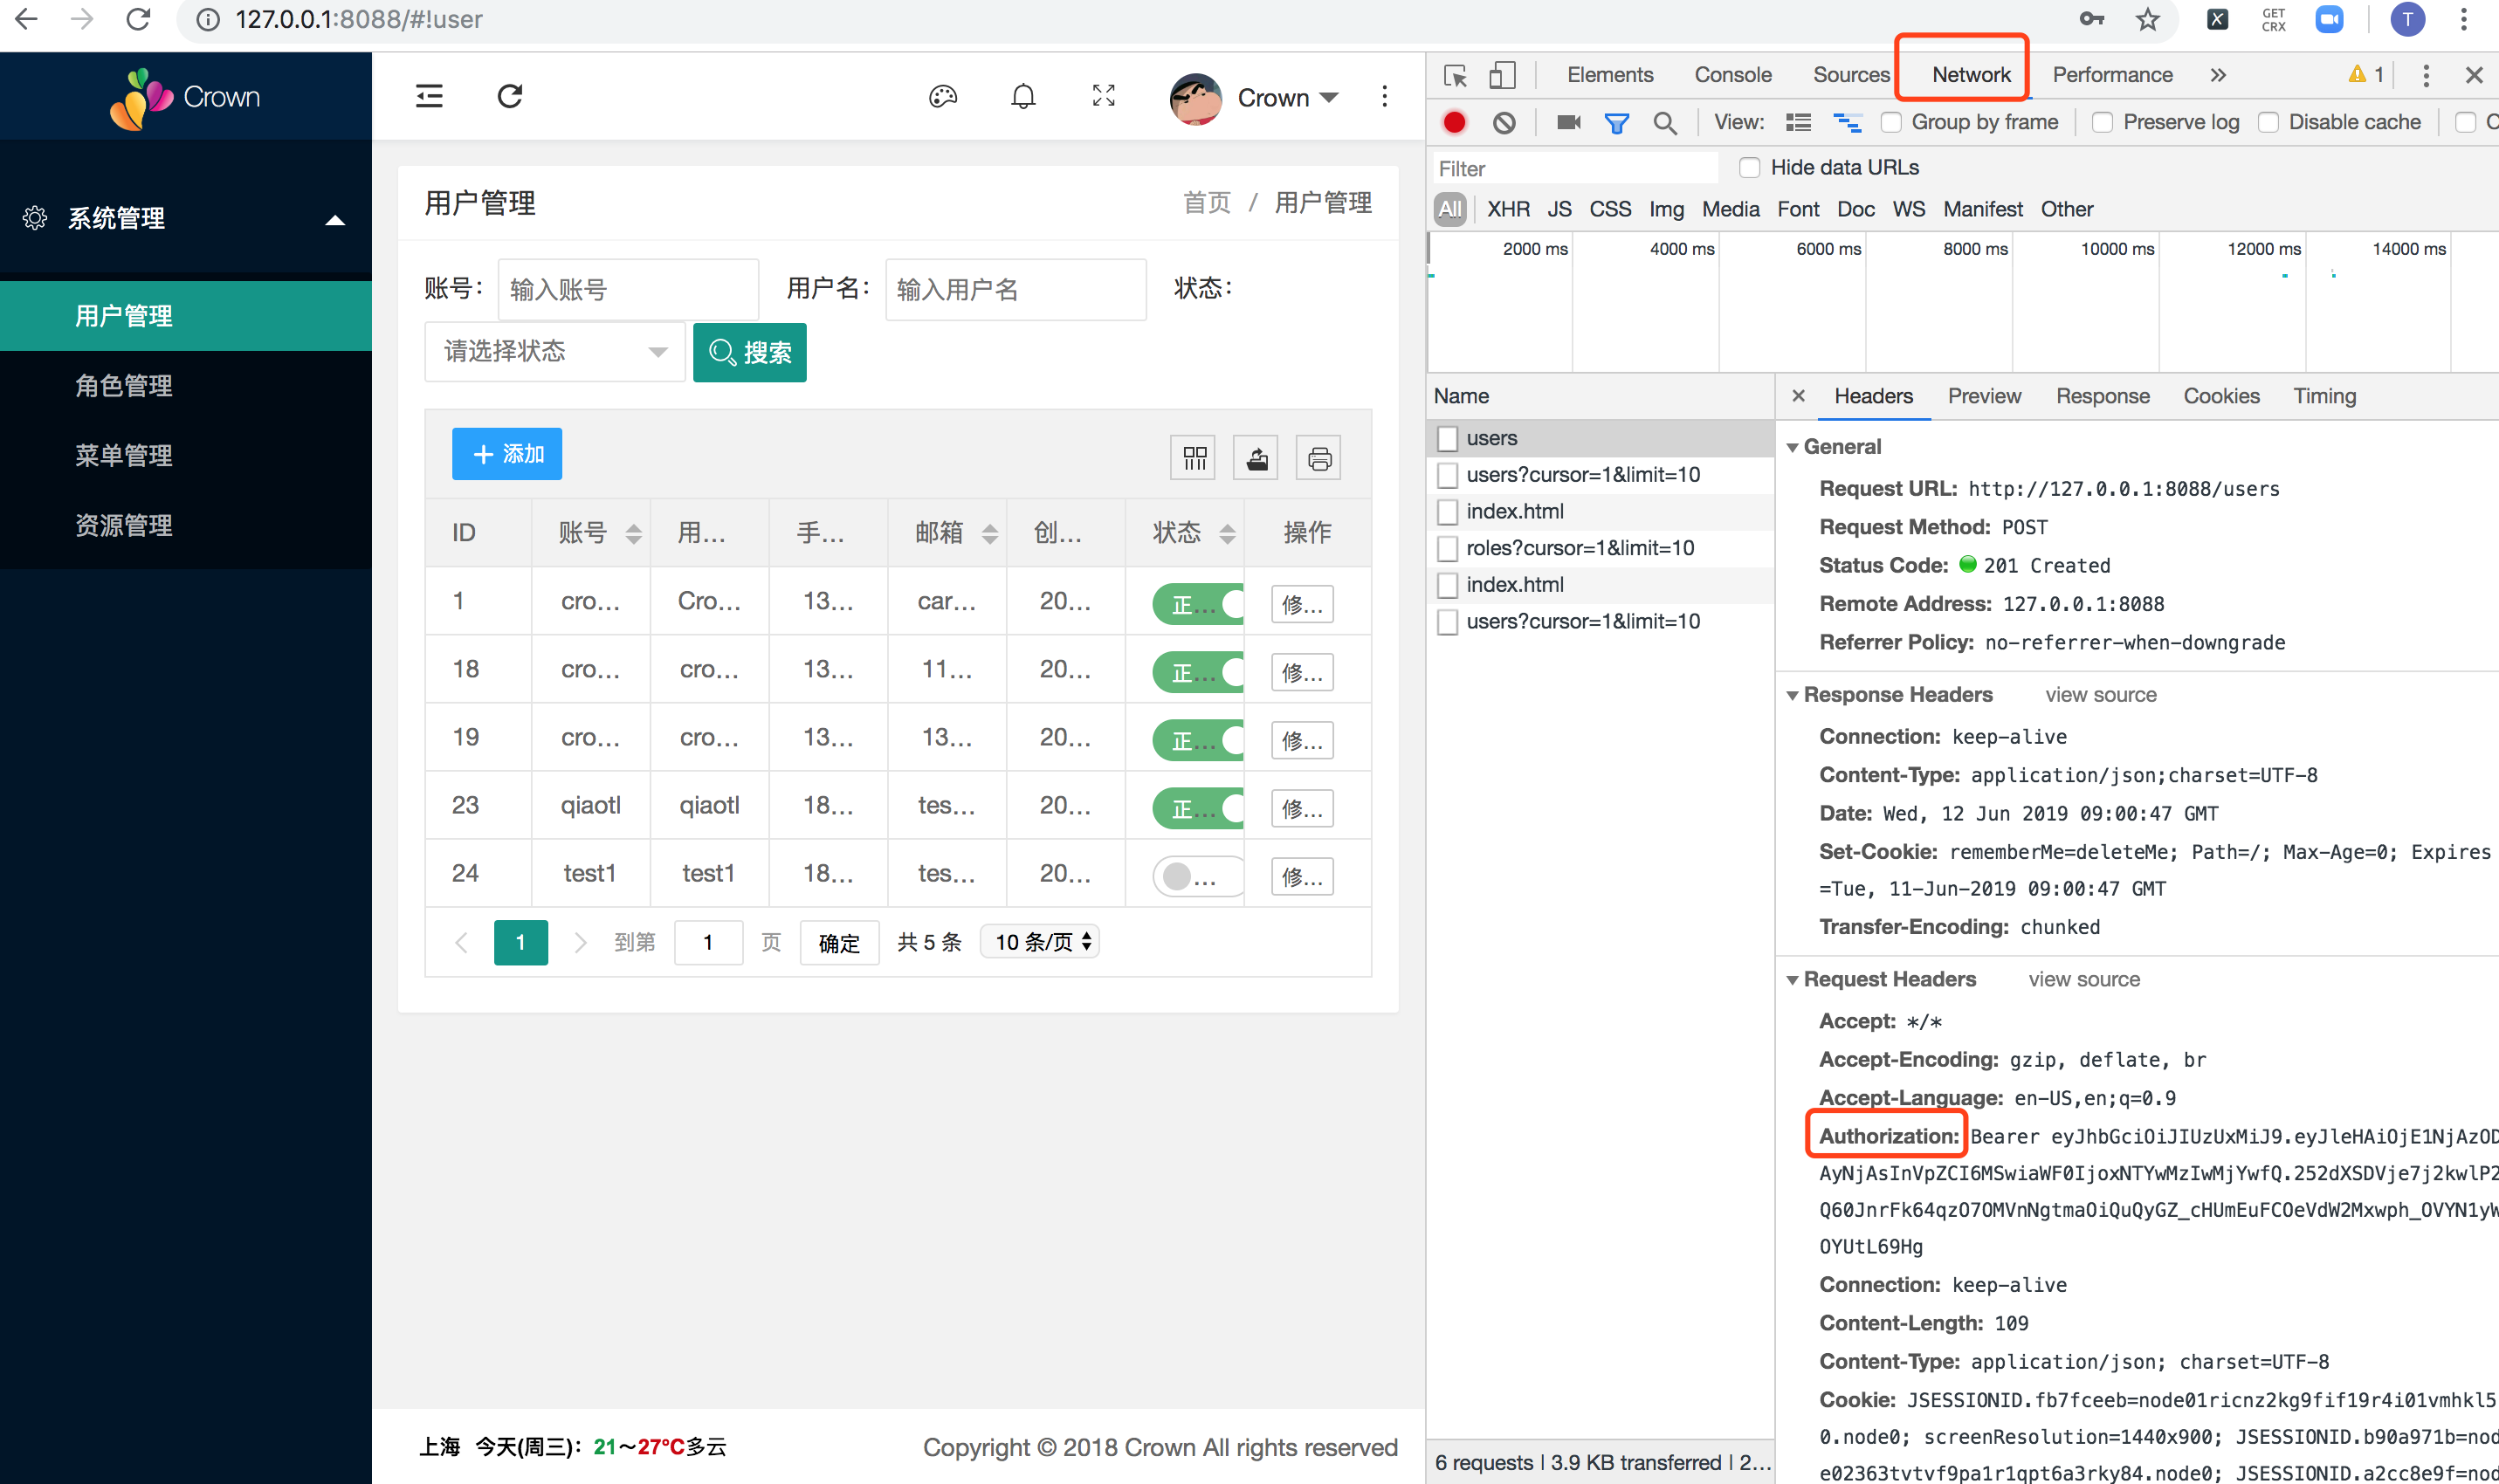 127.0.0.1:8088/#!user
GET CRX
T
Crown
系统管理
用户管理
角色管理
菜单管理
资源管理
Crown
用户管理
首页 / 用户管理
账号： 输入账号 用户名： 输入用户名 状态：
请选择状态 搜索
添加
ID 账号 用... 手... 邮箱 创... 状态 操作
1 cro... Cro... 13... car... 20... 正... 修...
18 cro... cro... 13... 11... 20... 正... 修...
19 cro... cro... 13... 13... 20... 正... 修...
23 qiaotl qiaotl 18... tes... 20... 正... 修...
24 test1 test1 18... tes... 20... ... 修...
1 到第 1 页 确定 共 5 条 10 条/页
上海 今天(周三)： 21～27℃多云
Copyright © 2018 Crown All rights reserved
Elements Console Sources Network Performance » 1
View: Group by frame Preserve log Disable cache
Filter Hide data URLs
All XHR JS CSS Img Media Font Doc WS Manifest Other
2000 ms 4000 ms 6000 ms 8000 ms 10000 ms 12000 ms 14000 ms
Name
users
users?cursor=1&limit=10
index.html
roles?cursor=1&limit=10
index.html
users?cursor=1&limit=10
6 requests | 3.9 KB transferred | 2...
× Headers Preview Response Cookies Timing
General
Request URL: http://127.0.0.1:8088/users
Request Method: POST
Status Code: 201 Created
Remote Address: 127.0.0.1:8088
Referrer Policy: no-referrer-when-downgrade
Response Headers view source
Connection: keep-alive
Content-Type: application/json;charset=UTF-8
Date: Wed, 12 Jun 2019 09:00:47 GMT
Set-Cookie: rememberMe=deleteMe; Path=/; Max-Age=0; Expires
=Tue, 11-Jun-2019 09:00:47 GMT
Transfer-Encoding: chunked
Request Headers view source
Accept: */*
Accept-Encoding: gzip, deflate, br
Accept-Language: en-US,en;q=0.9
Authorization: Bearer eyJhbGciOiJIUzUxMiJ9.eyJleHAiOjE1NjAzOD
AyNjAsInVpZCI6MSwiaWF0IjoxNTYwMzIwMjYwfQ.252dXSDVje7j2kwlP2
Q60JnrFk64qzO7OMVnNgtmaOiQuQyGZ_cHUmEuFCOeVdW2Mxwph_OVYN1yW
OYUtL69Hg
Connection: keep-alive
Content-Length: 109
Content-Type: application/json; charset=UTF-8
Cookie: JSESSIONID.fb7fceeb=node01ricnz2kg9fif19r4i01vmhkl5
0.node0; screenResolution=1440x900; JSESSIONID.b90a971b=nod
e02363tvtvf9pa1r1qpt6a3rky84.node0; JSESSIONID.a2cc8e9f=nod